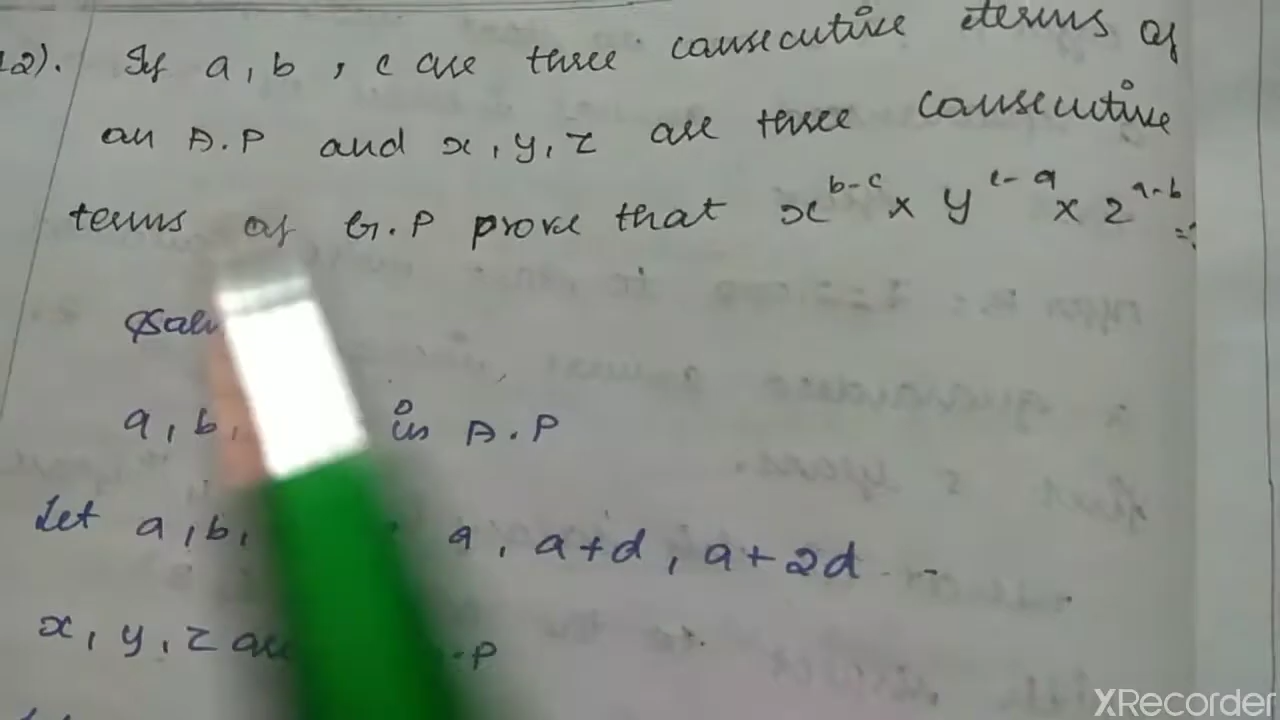 12). If a, b, c are three consecutive terms of
an A.P and x, y, z are three consecutive
terms of G.P prove that x^{b-c} × y^{c-a} × z^{a-b} =
a, b, in A.P
Let a, b, a, a+d, a+2d
x, y, z P
XRecorder